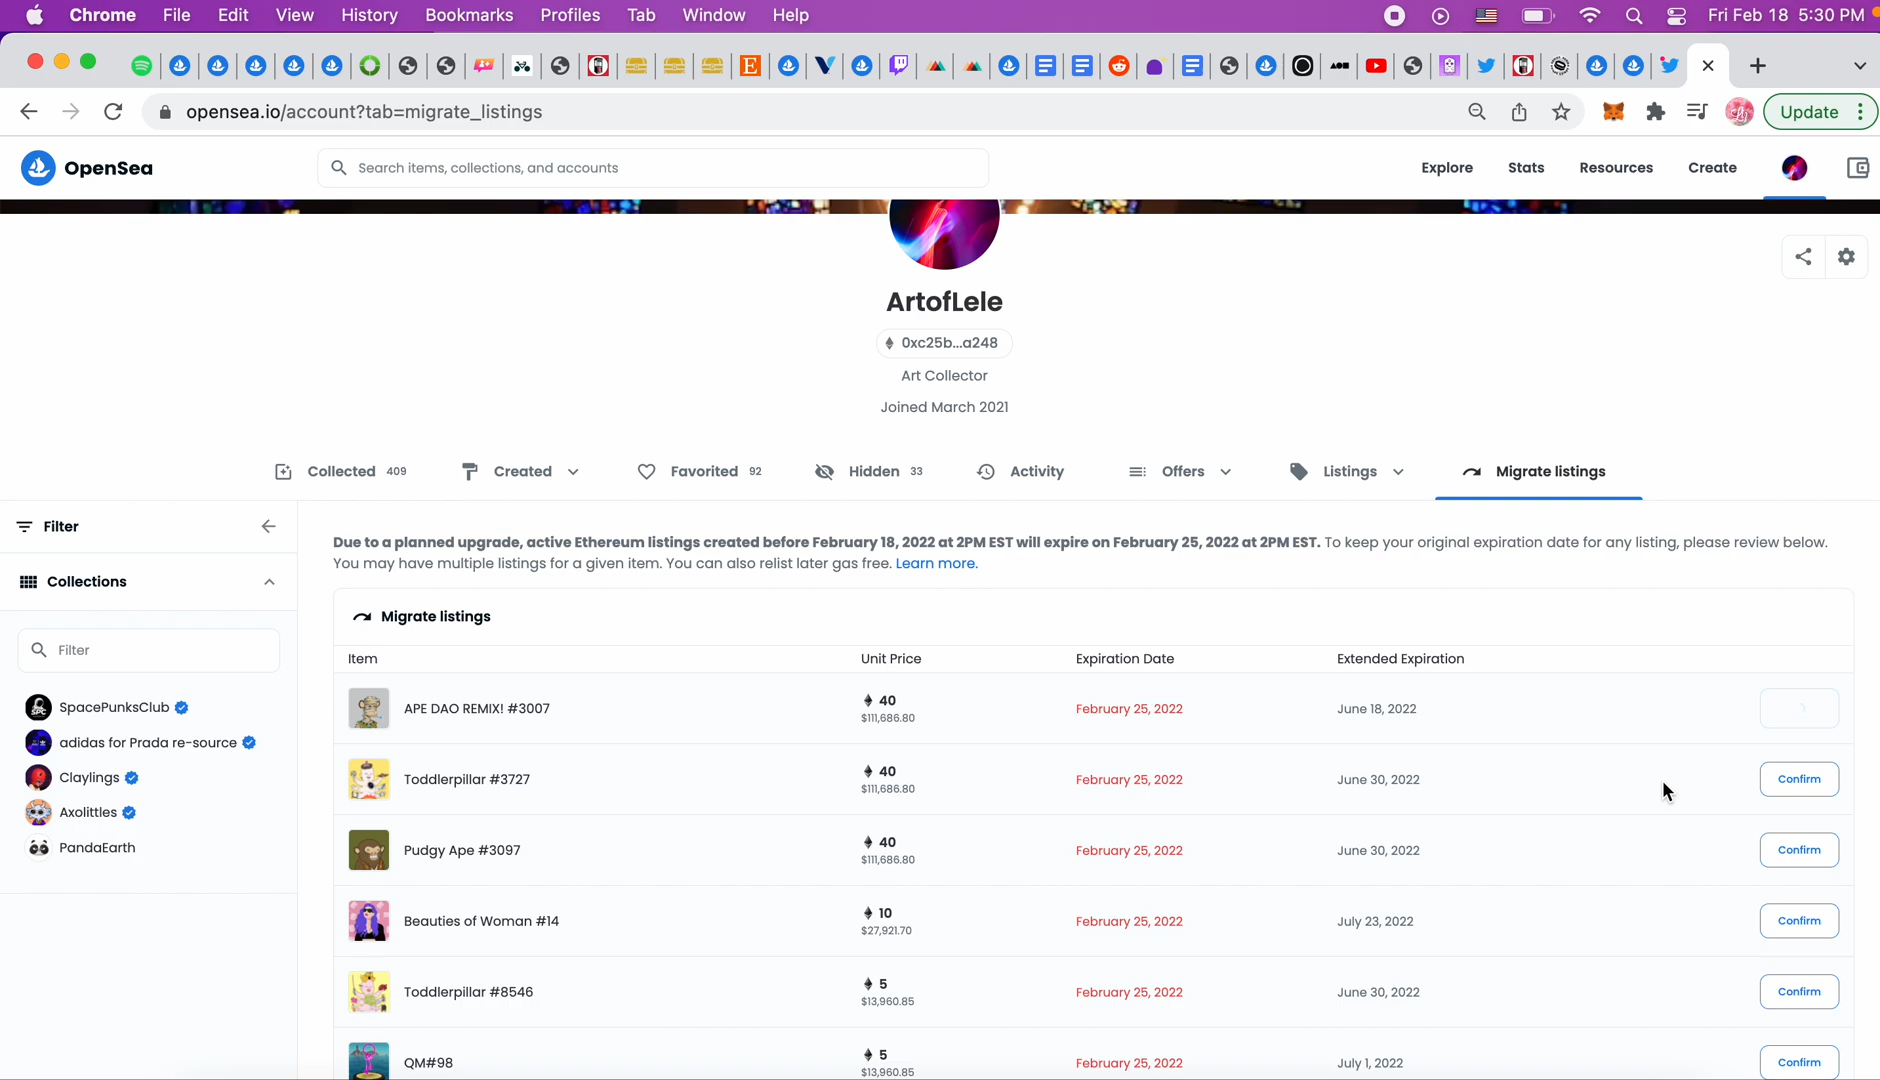 Chrome File Edit View History Bookmarks Profiles Tab Window Help Fri Feb 18 5:30 PM
opensea.io/account?tab=migrate_listings Update
OpenSea Search items, collections, and accounts Explore Stats Resources Create
ArtofLele
0xc25b...a248
Art Collector
Joined March 2021
Collected 409 Created Favorited 92 Hidden 33 Activity Offers Listings Migrate listings
Filter
Collections
Filter
SpacePunksClub
adidas for Prada re-source
Claylings
Axolittles
PandaEarth
Due to a planned upgrade, active Ethereum listings created before February 18, 2022 at 2PM EST will expire on February 25, 2022 at 2PM EST. To keep your original expiration date for any listing, please review below.
You may have multiple listings for a given item. You can also relist later gas free. Learn more.
Migrate listings
Item Unit Price Expiration Date Extended Expiration
APE DAO REMIX! #3007 40 $111,686.80 February 25, 2022 June 18, 2022
Toddlerpillar #3727 40 $111,686.80 February 25, 2022 June 30, 2022 Confirm
Pudgy Ape #3097 40 $111,686.80 February 25, 2022 June 30, 2022 Confirm
Beauties of Woman #14 10 $27,921.70 February 25, 2022 July 23, 2022 Confirm
Toddlerpillar #8546 5 $13,960.85 February 25, 2022 June 30, 2022 Confirm
QM#98 5 $13,960.85 February 25, 2022 July 1, 2022 Confirm